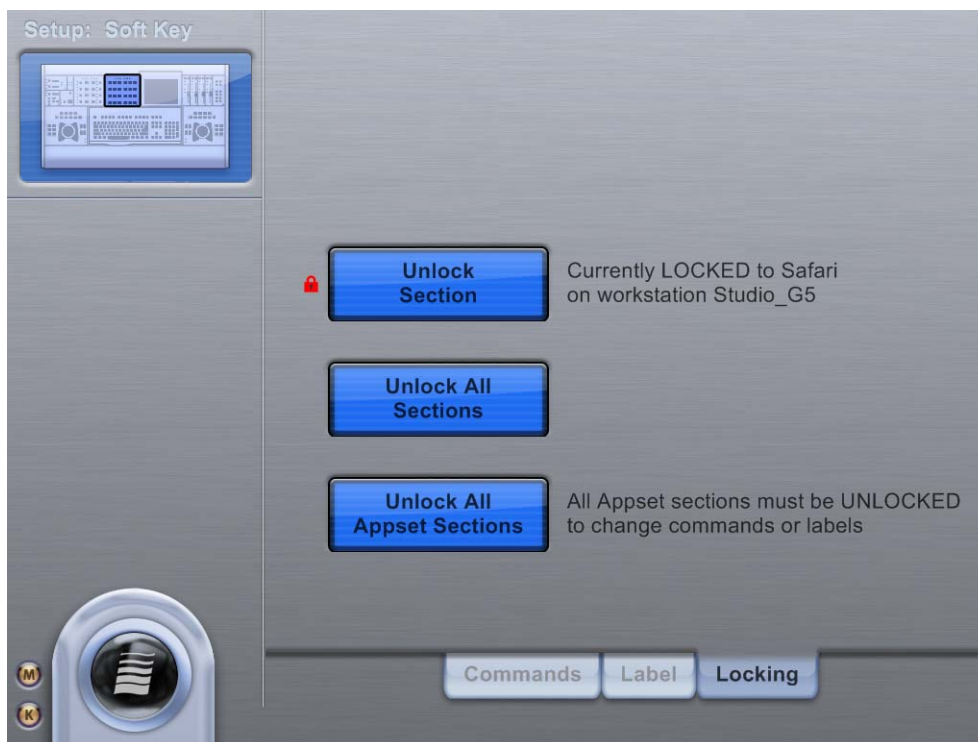 Setup: Soft Key
Unlock
Section
Currently LOCKED to Safari
on workstation Studio_G5
Unlock All
Sections
Unlock All
Appset Sections
All Appset sections must be UNLOCKED
to change commands or labels
Commands
Label
Locking
M
K